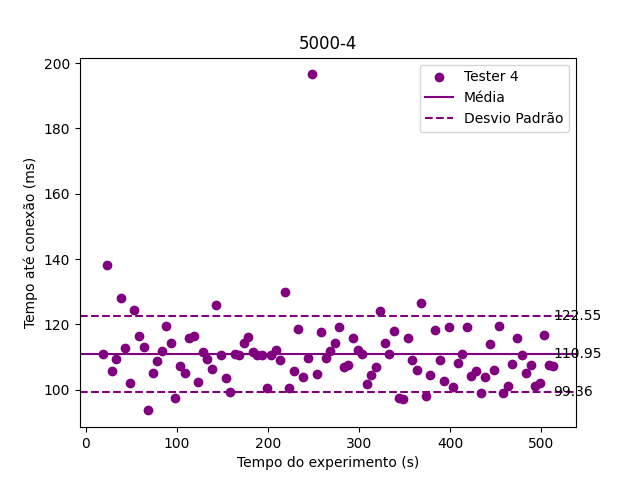 5000-4
Tester 4
Média
Desvio Padrão
Tempo até conexão (ms)
200
180
160
140
120
100
122.55
110.95
99.36
0 100 200 300 400 500
Tempo do experimento (s)